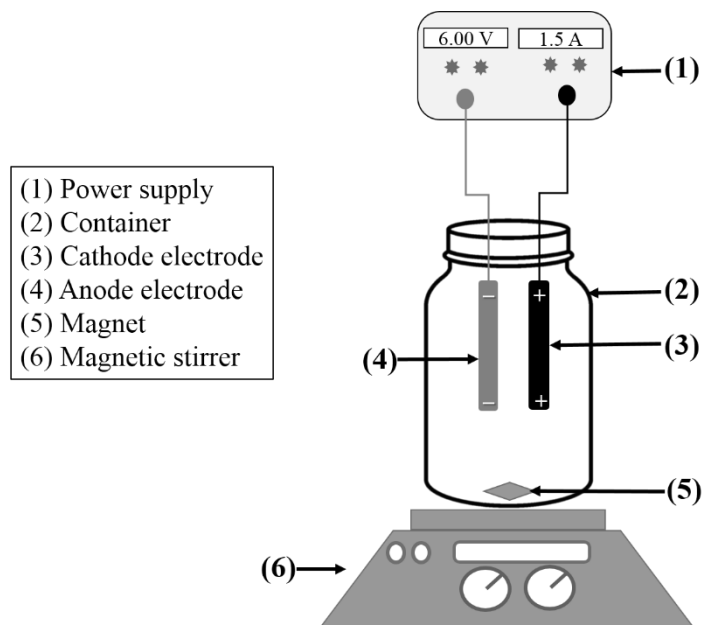 6.00 V 1.5 A
(1)
(1) Power supply
(2) Container
(3) Cathode electrode
(4) Anode electrode
(5) Magnet
(6) Magnetic stirrer
− +
(2)
(4) (3)
− +
(5)
(6)